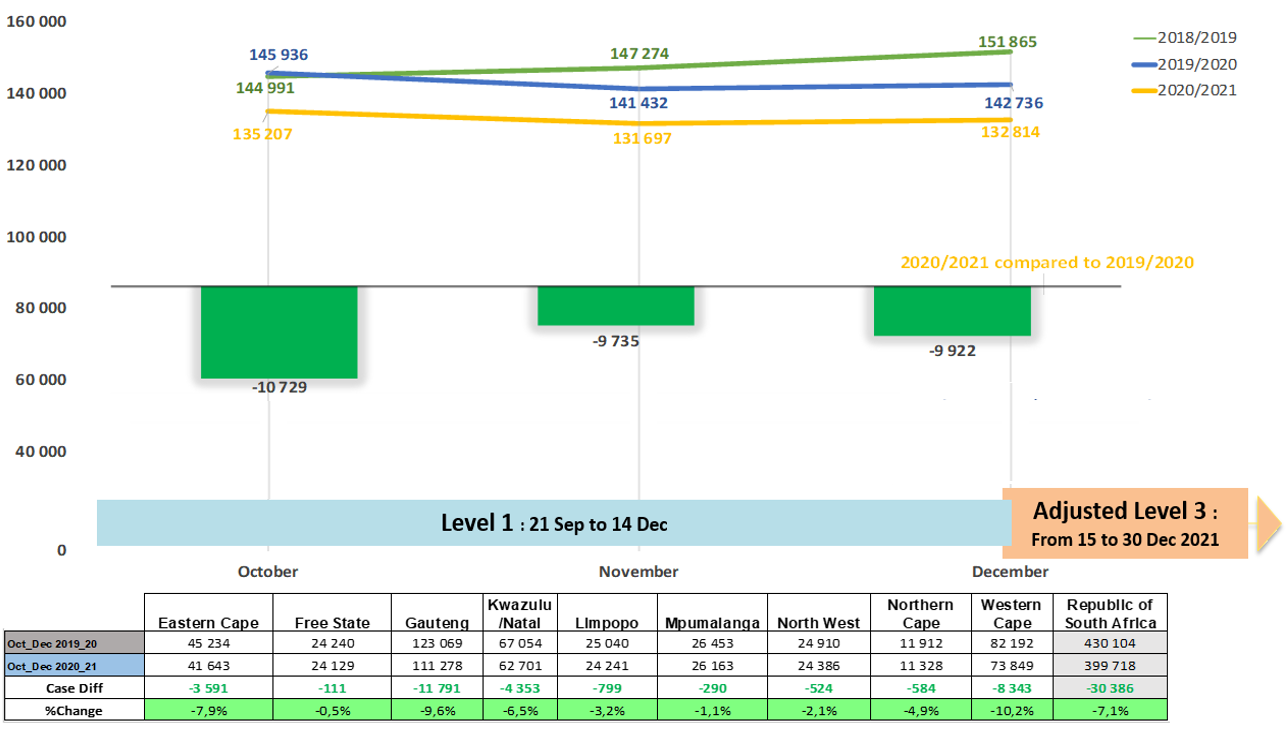 160 000
140 000
120 000
100 000
80 000
60 000
40 000
0
145 936
144 991
135 207
147 274
141 432
131 697
151 865
142 736
132 814
2018/2019
2019/2020
2020/2021
2020/2021 compared to 2019/2020
-10 729
-9 735
-9 922
Level 1 : 21 Sep to 14 Dec
Adjusted Level 3 :
From 15 to 30 Dec 2021
October November December
Eastern Cape Free State Gauteng Kwazulu /Natal Limpopo Mpumalanga North West Northern Cape Western Cape Republic of South Africa
Oct_Dec 2019_20 45 234 24 240 123 069 67 054 25 040 26 453 24 910 11 912 82 192 430 104
Oct_Dec 2020_21 41 643 24 129 111 278 62 701 24 241 26 163 24 386 11 328 73 849 399 718
Case Diff -3 591 -111 -11 791 -4 353 -799 -290 -524 -584 -8 343 -30 386
%Change -7,9% -0,5% -9,6% -6,5% -3,2% -1,1% -2,1% -4,9% -10,2% -7,1%